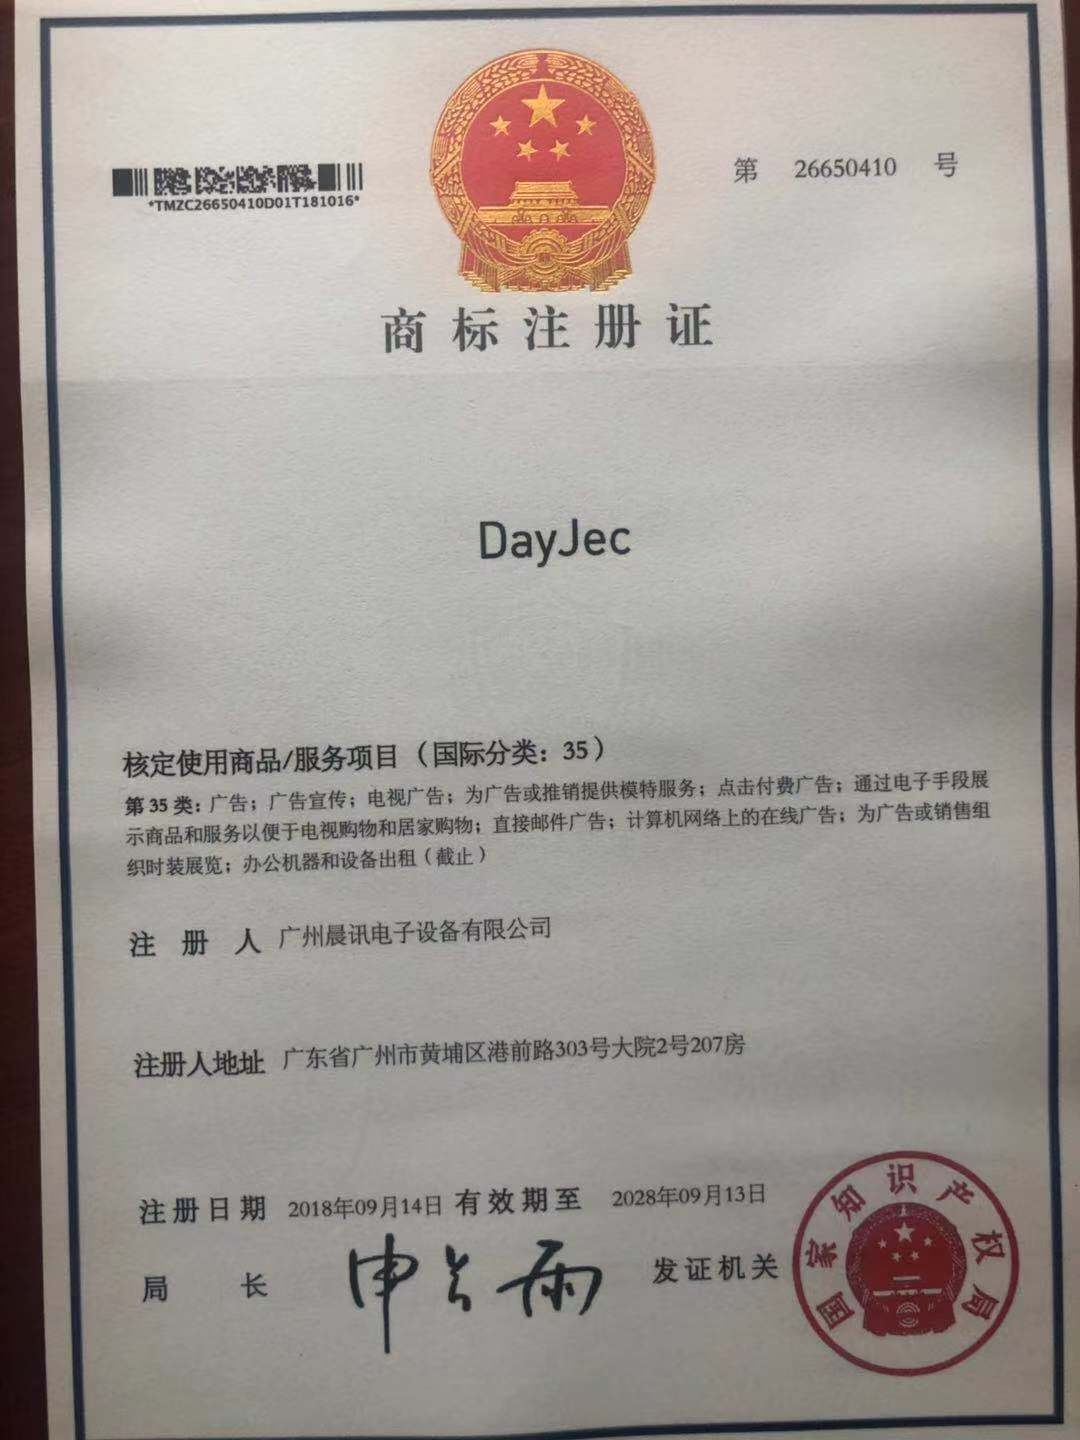 第 26650410 号
*TMZC26650410D01T181016*
商标注册证
DayJec
核定使用商品/服务项目（国际分类：35）
第 35 类：广告；广告宣传；电视广告；为广告或推销提供模特服务；点击付费广告；通过电子手段展
示商品和服务以便于电视购物和居家购物；直接邮件广告；计算机网络上的在线广告；为广告或销售组
织时装展览；办公机器和设备出租（截止）
注 册 人 广州晨讯电子设备有限公司
注册人地址 广东省广州市黄埔区港前路303号大院2号207房
注册日期 2018年09月14日 有效期至 2028年09月13日
局 长 申长雨 发证机关
国家知识产权局